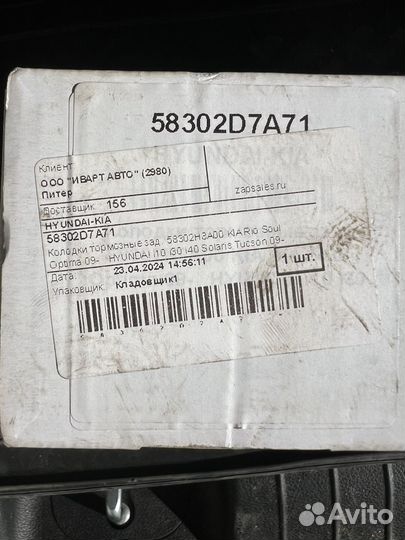 58302D7A71
HYUNDAI-KIA
Клиент
ООО "ИВАРТ АВТО" (2980)
Питер
zapsales.ru
Поставщик: 156
HYUNDAI-KIA
58302D7A71
Колодки тормозные зад. 58302H8A00 KIA Rio Soul
Optima 09- HYUNDAI i10 i30 i40 Solaris Tucson 09-
Дата: 23.04.2024 14:56:11
1 шт.
Упаковщик: Кладовщик1
Avito